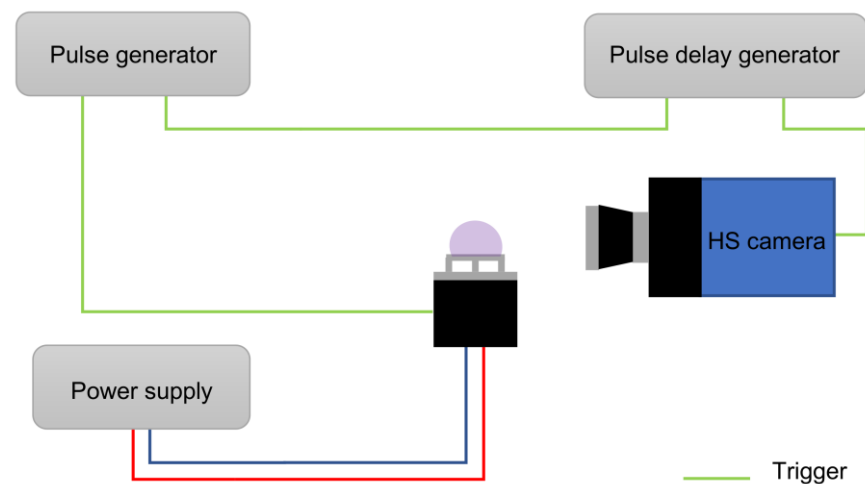 Pulse generator
Pulse delay generator
HS camera
Power supply
Trigger